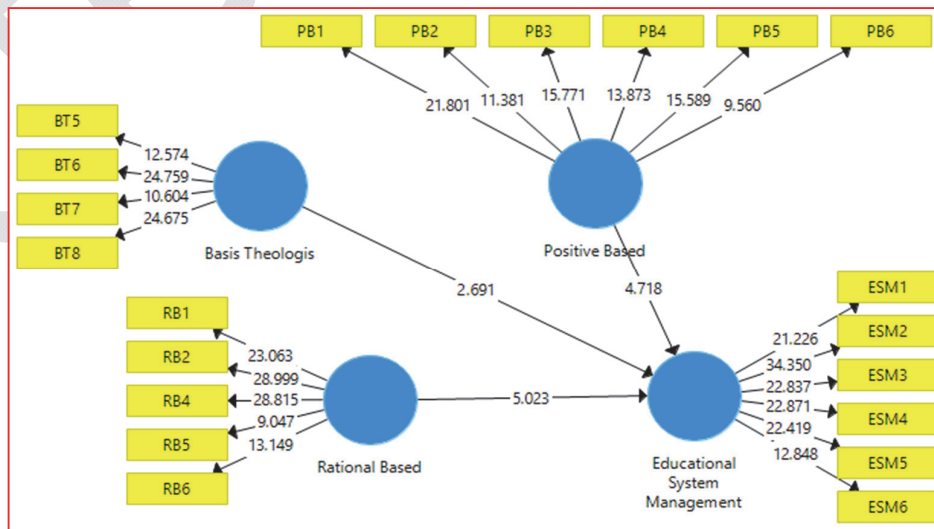 PB1 PB2 PB3 PB4 PB5 PB6
21.801 11.381 15.771 13.873 15.589 9.560
BT5
BT6
BT7
BT8
12.574
24.759
10.604
24.675
Basis Theologis
Positive Based
2.691
4.718
RB1
RB2
RB4
RB5
RB6
23.063
28.999
28.815
9.047
13.149
Rational Based
5.023
ESM1
ESM2
ESM3
ESM4
ESM5
ESM6
21.226
34.350
22.837
22.871
22.419
12.848
Educational
System
Management